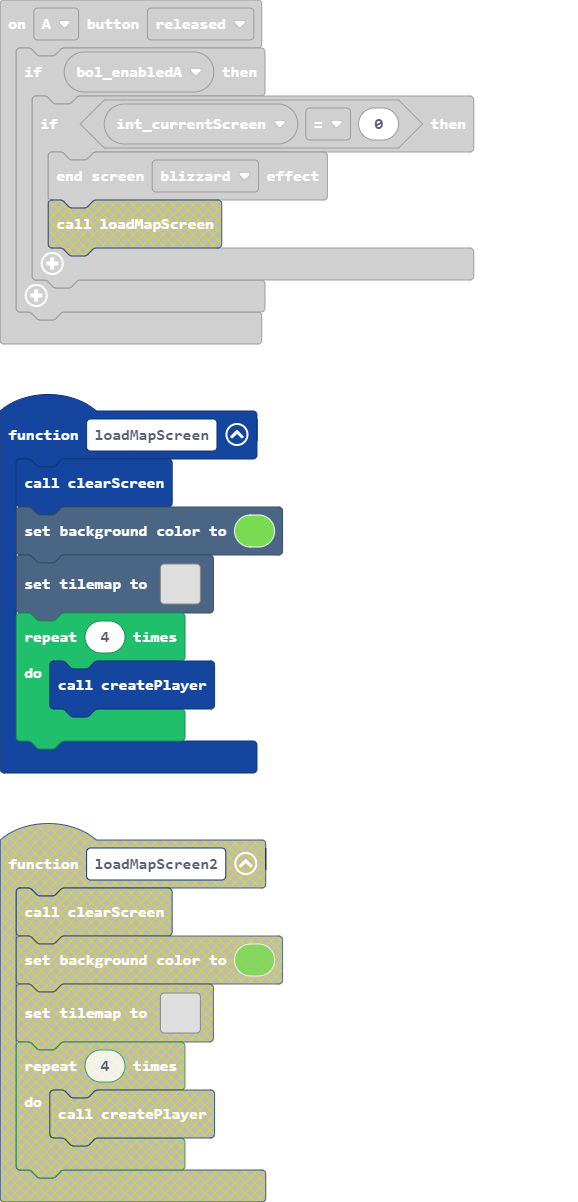 on A button released
if bol_enabledA then
if int_currentScreen = 0 then
end screen blizzard effect
call loadMapScreen
function loadMapScreen
call clearScreen
set background color to
set tilemap to
repeat 4 times
do call createPlayer
function loadMapScreen2
call clearScreen
set background color to
set tilemap to
repeat 4 times
do call createPlayer